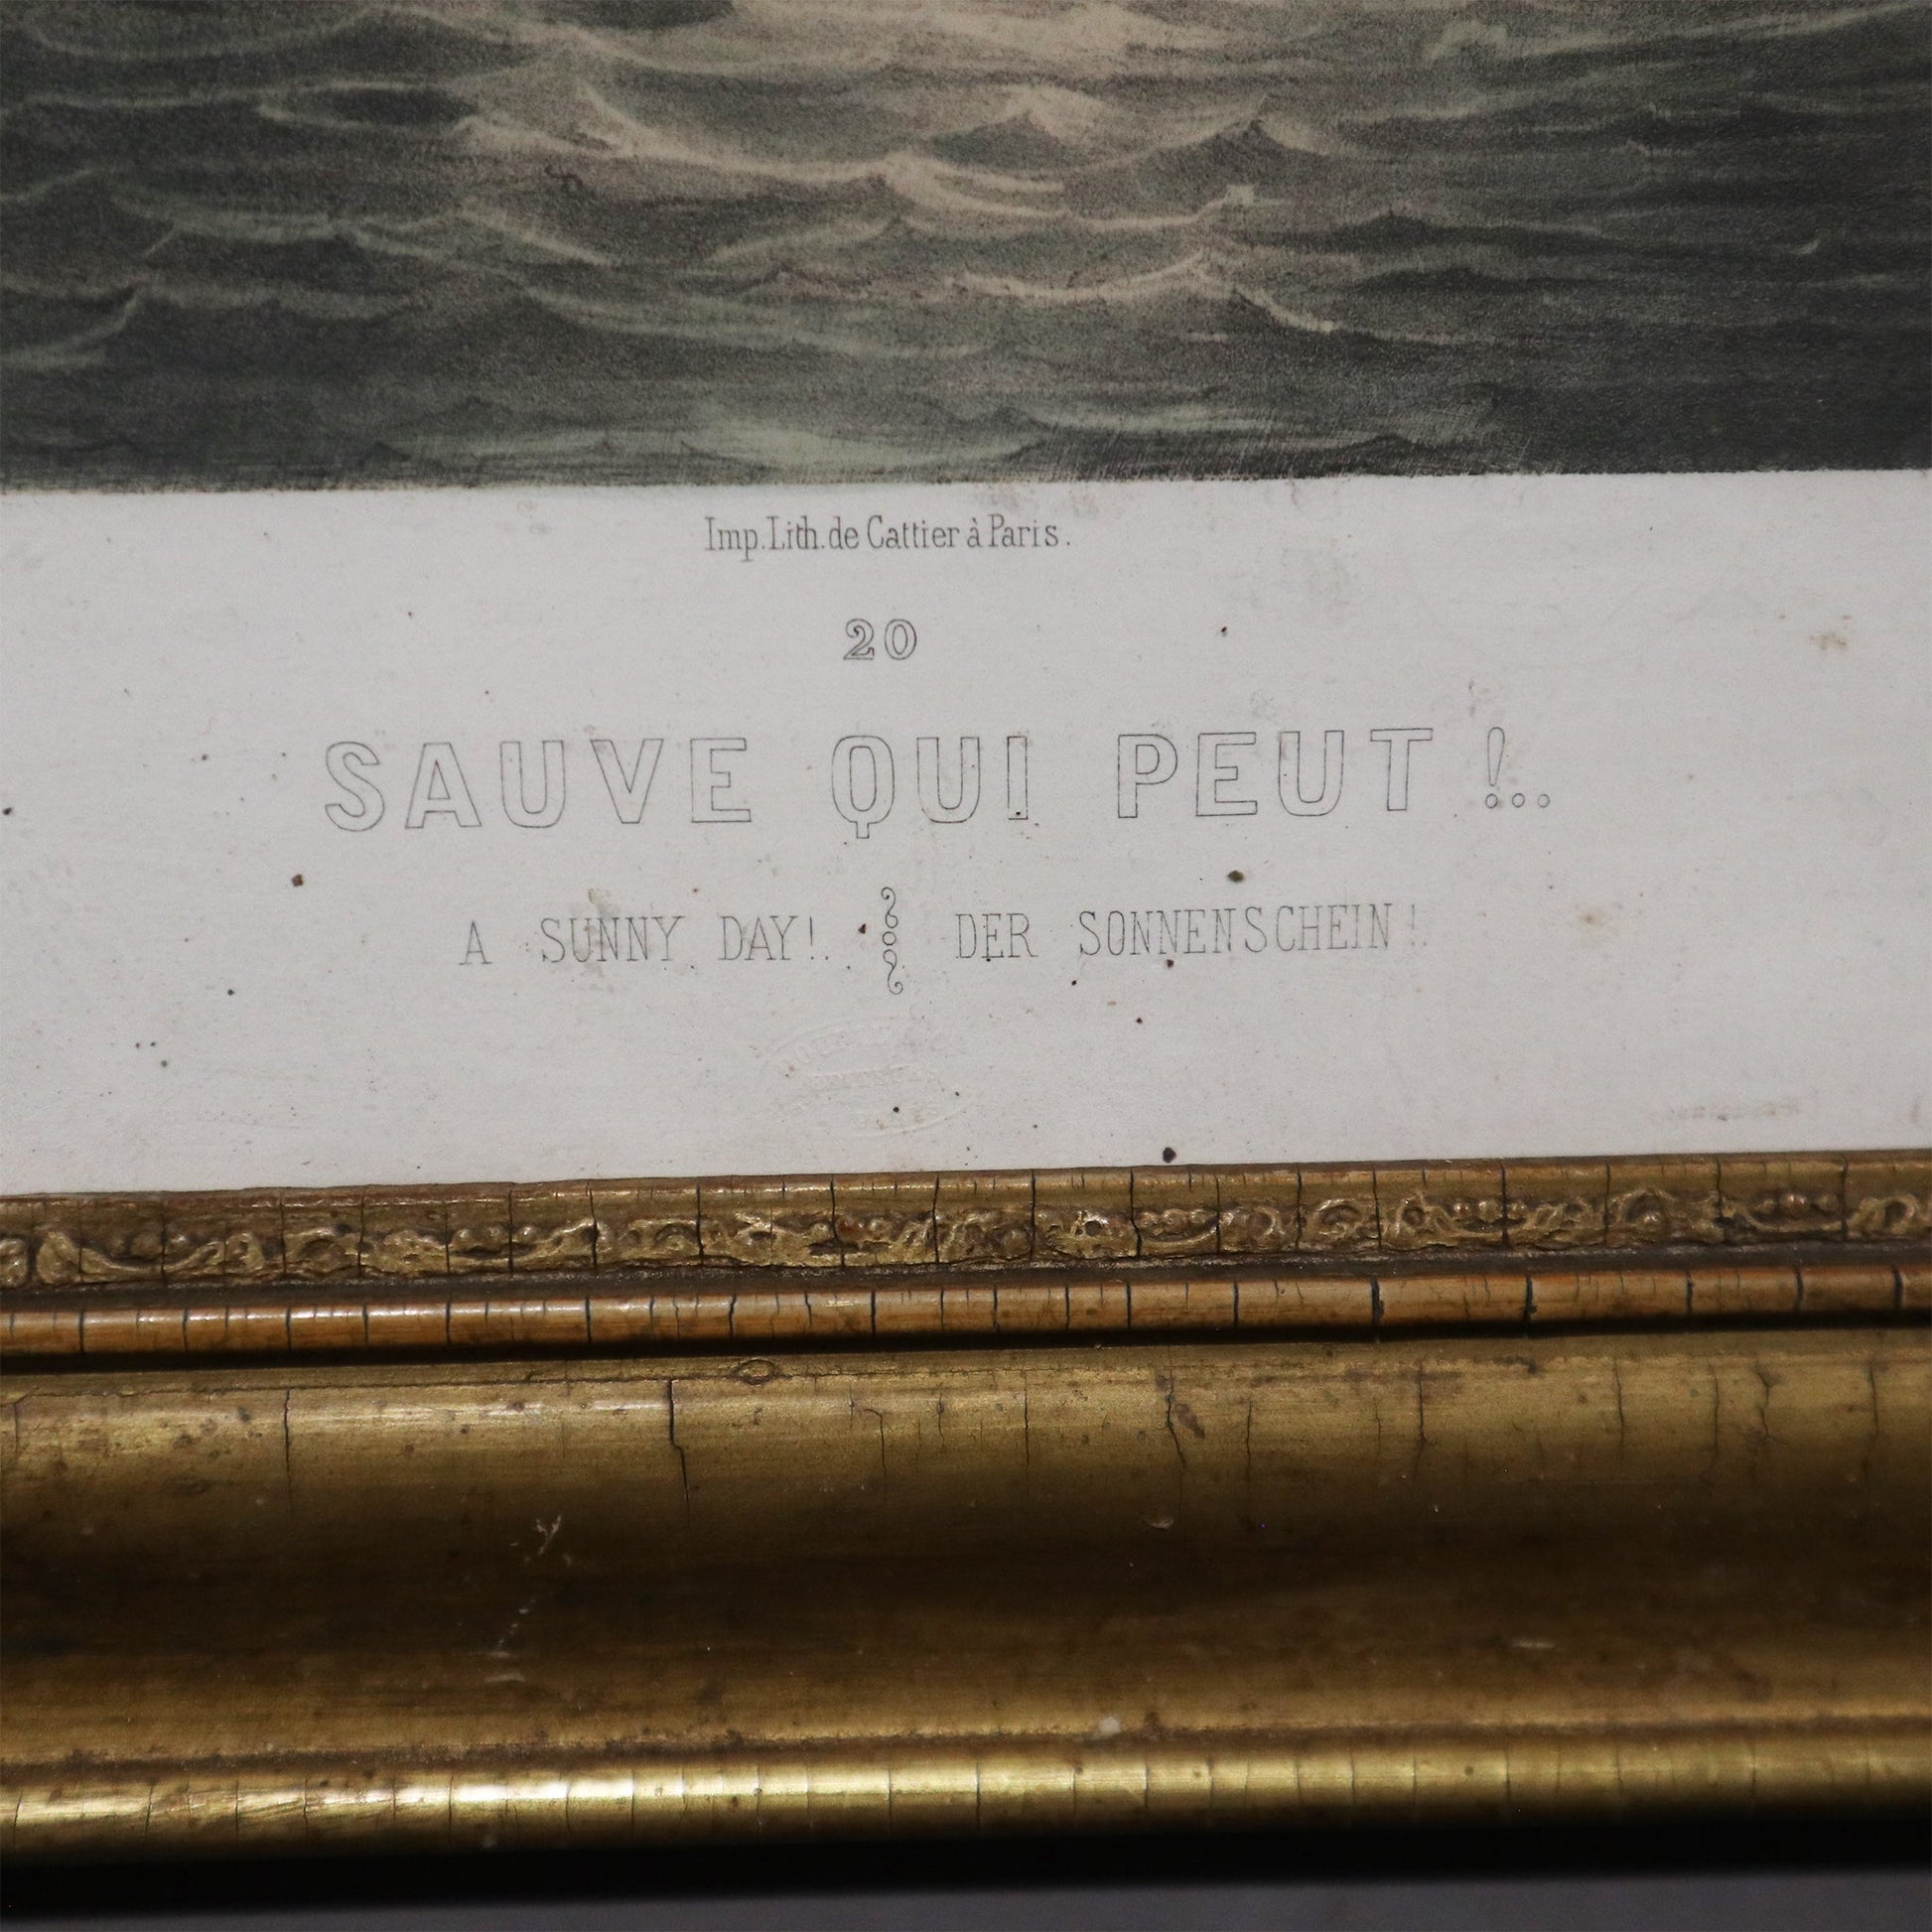 Imp. Lith. de Cattier à Paris.
20
SAUVE QUI PEUT !...
A SUNNY DAY!. DER SONNENSCHEIN !